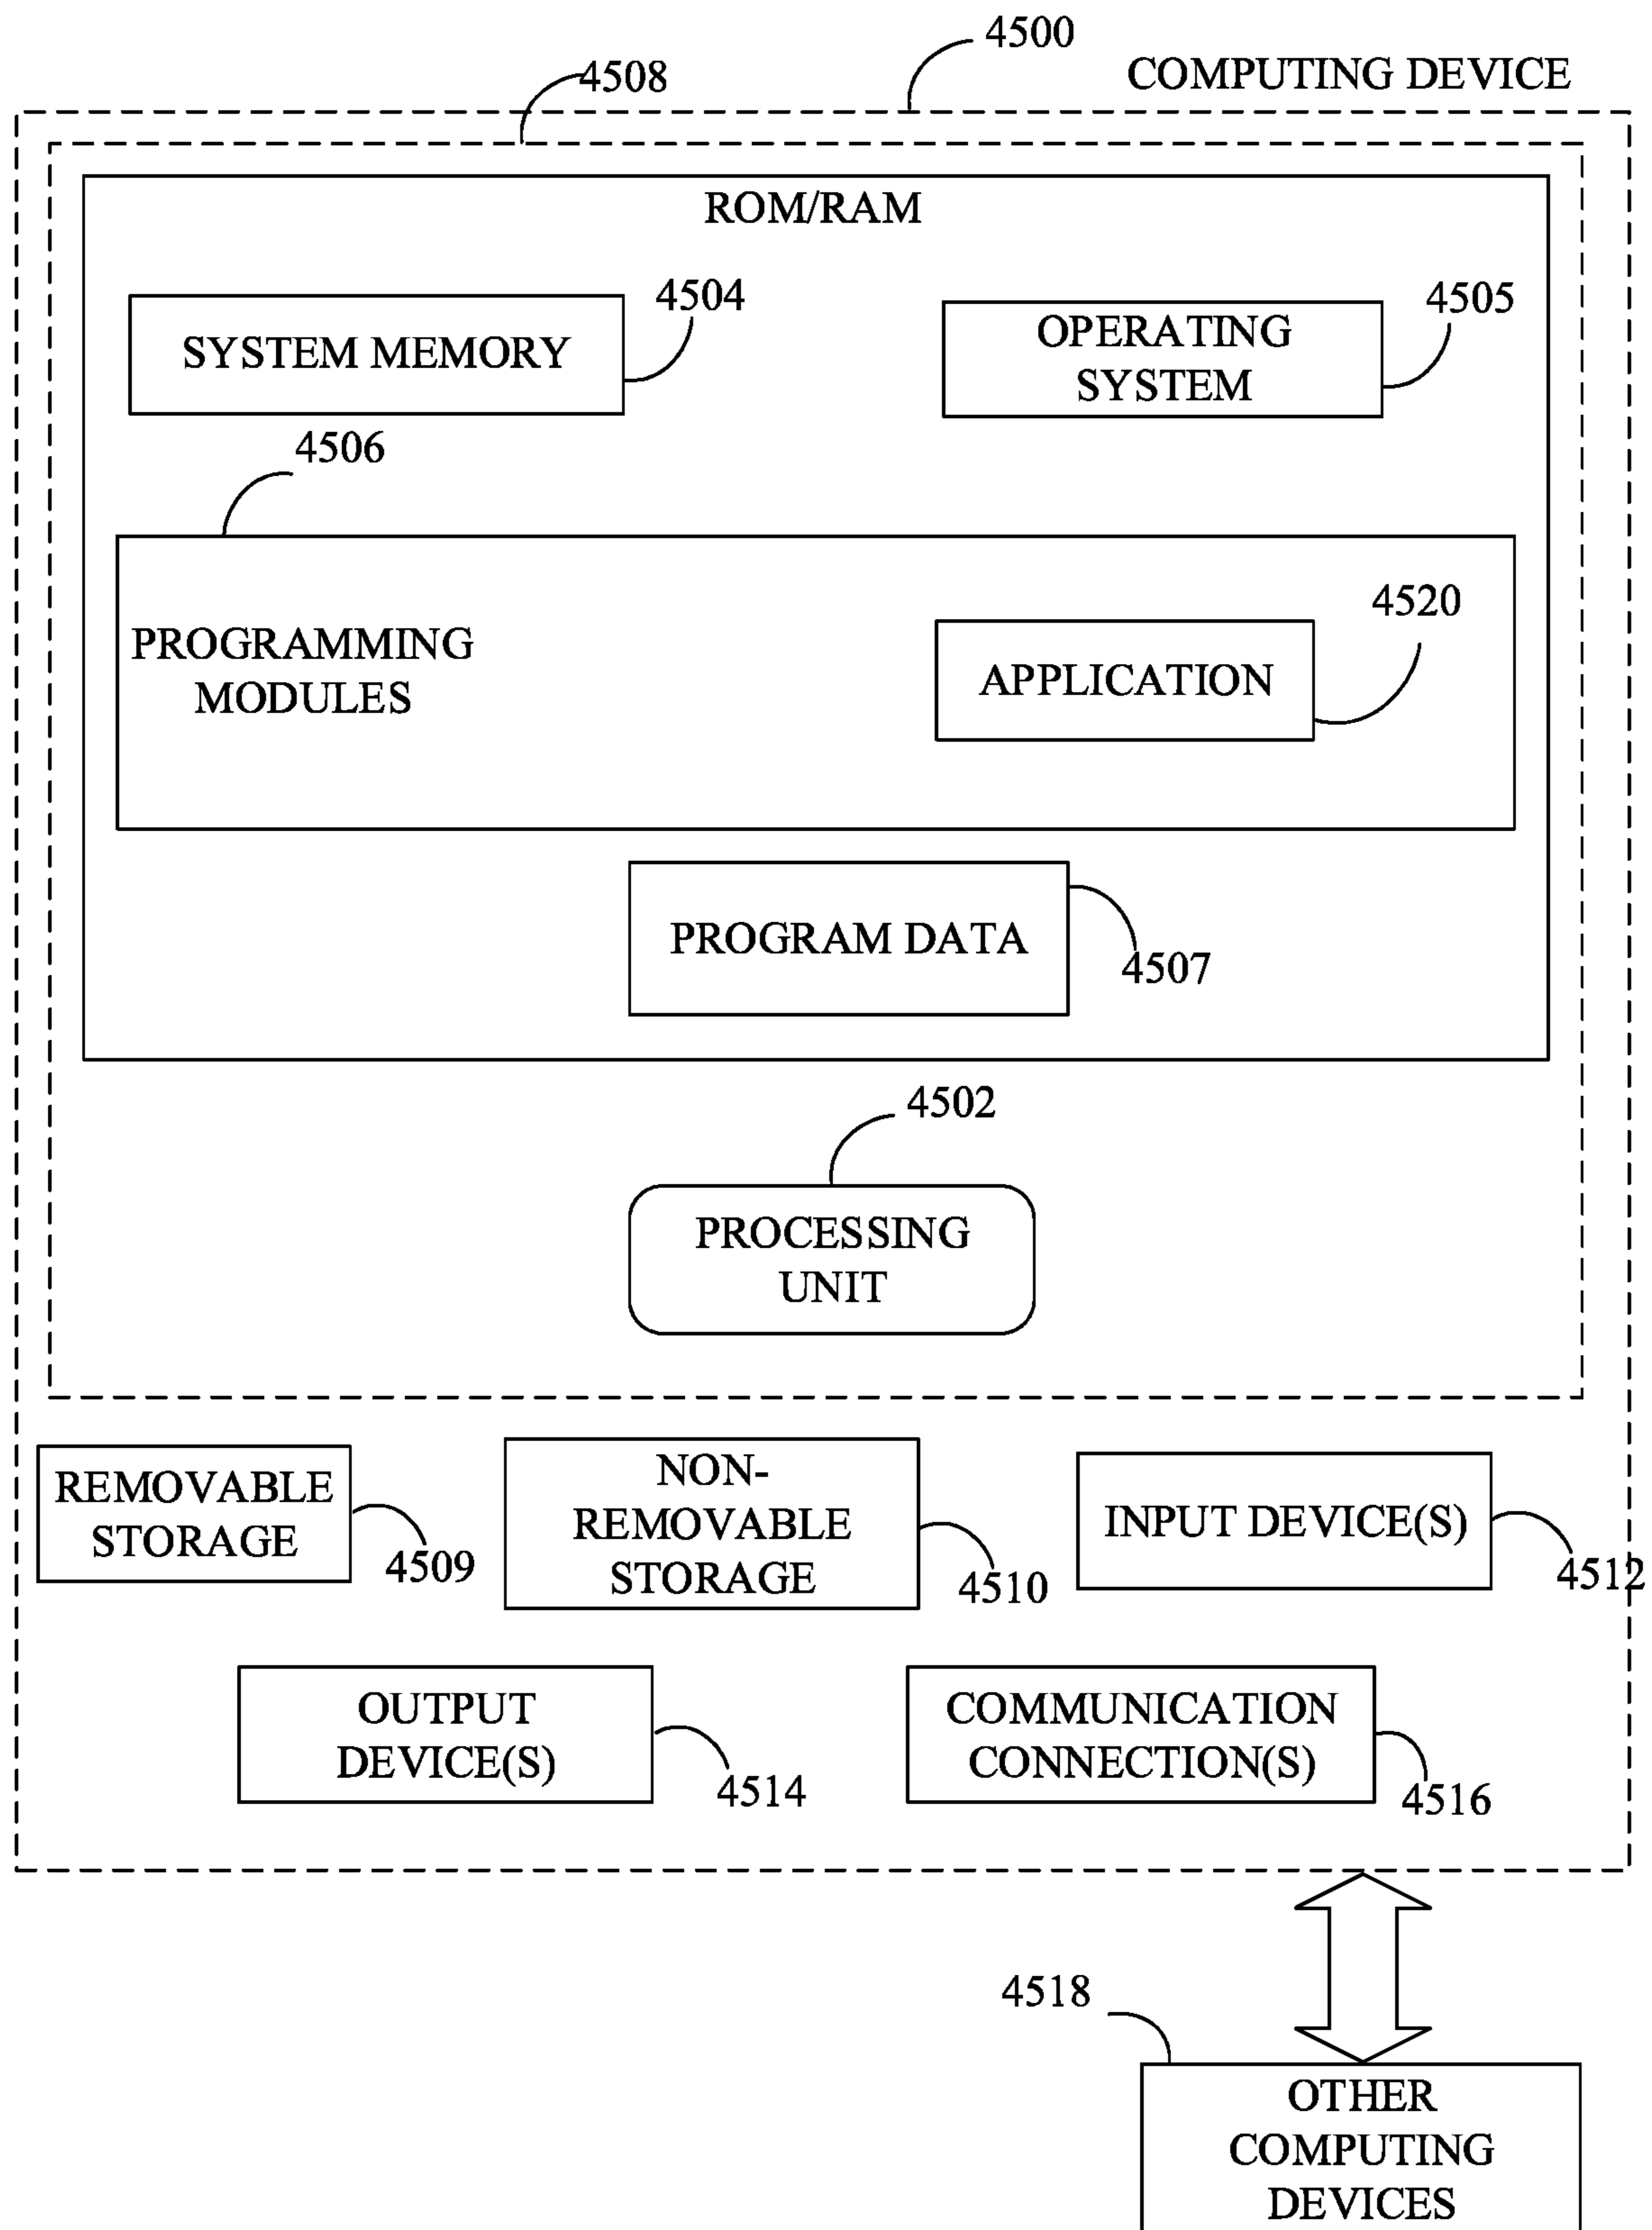 4500
COMPUTING DEVICE
4508
ROM/RAM
4504
SYSTEM MEMORY
4505
OPERATING
SYSTEM
4506
PROGRAMMING
MODULES
4520
APPLICATION
PROGRAM DATA
4507
4502
PROCESSING
UNIT
REMOVABLE
STORAGE
4509
NON-
REMOVABLE
STORAGE
4510
INPUT DEVICE(S)
4512
OUTPUT
DEVICE(S)
4514
COMMUNICATION
CONNECTION(S)
4516
4518
OTHER
COMPUTING
DEVICES